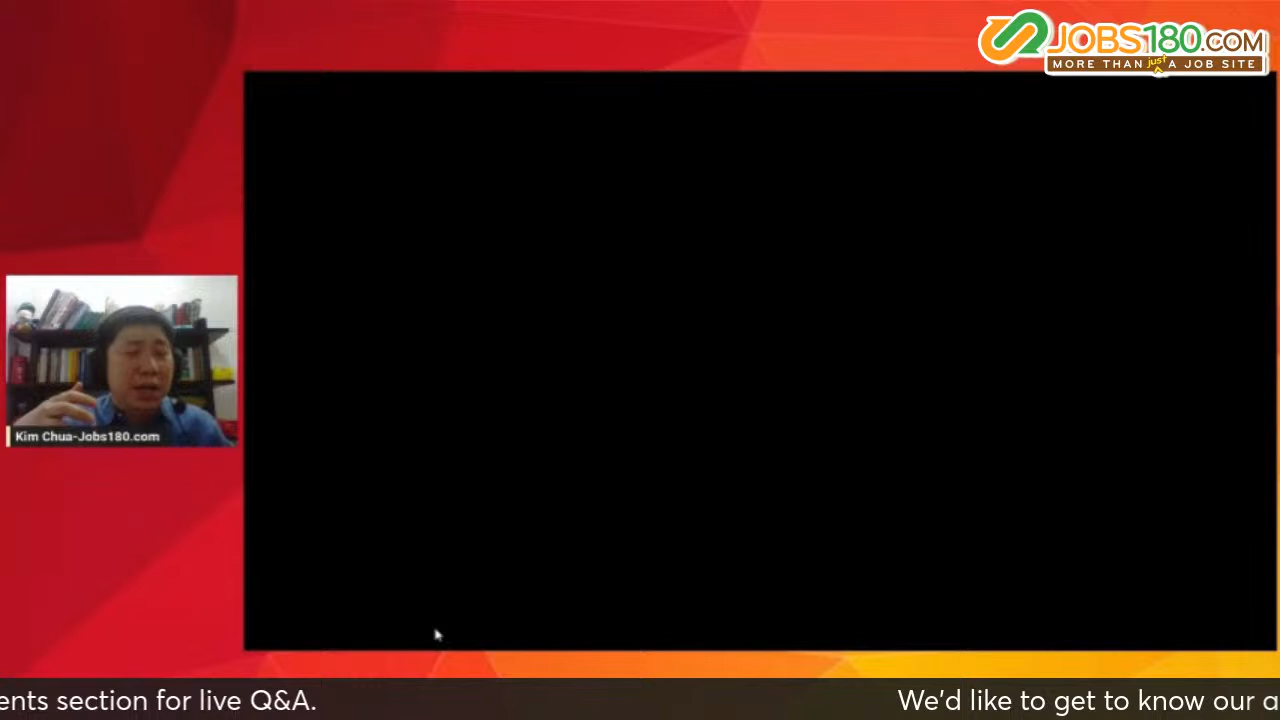 JOBS180.COM
MORE THAN just A JOB SITE
Kim Chua-Jobs180.com
ents section for live Q&A.
We'd like to get to know our a